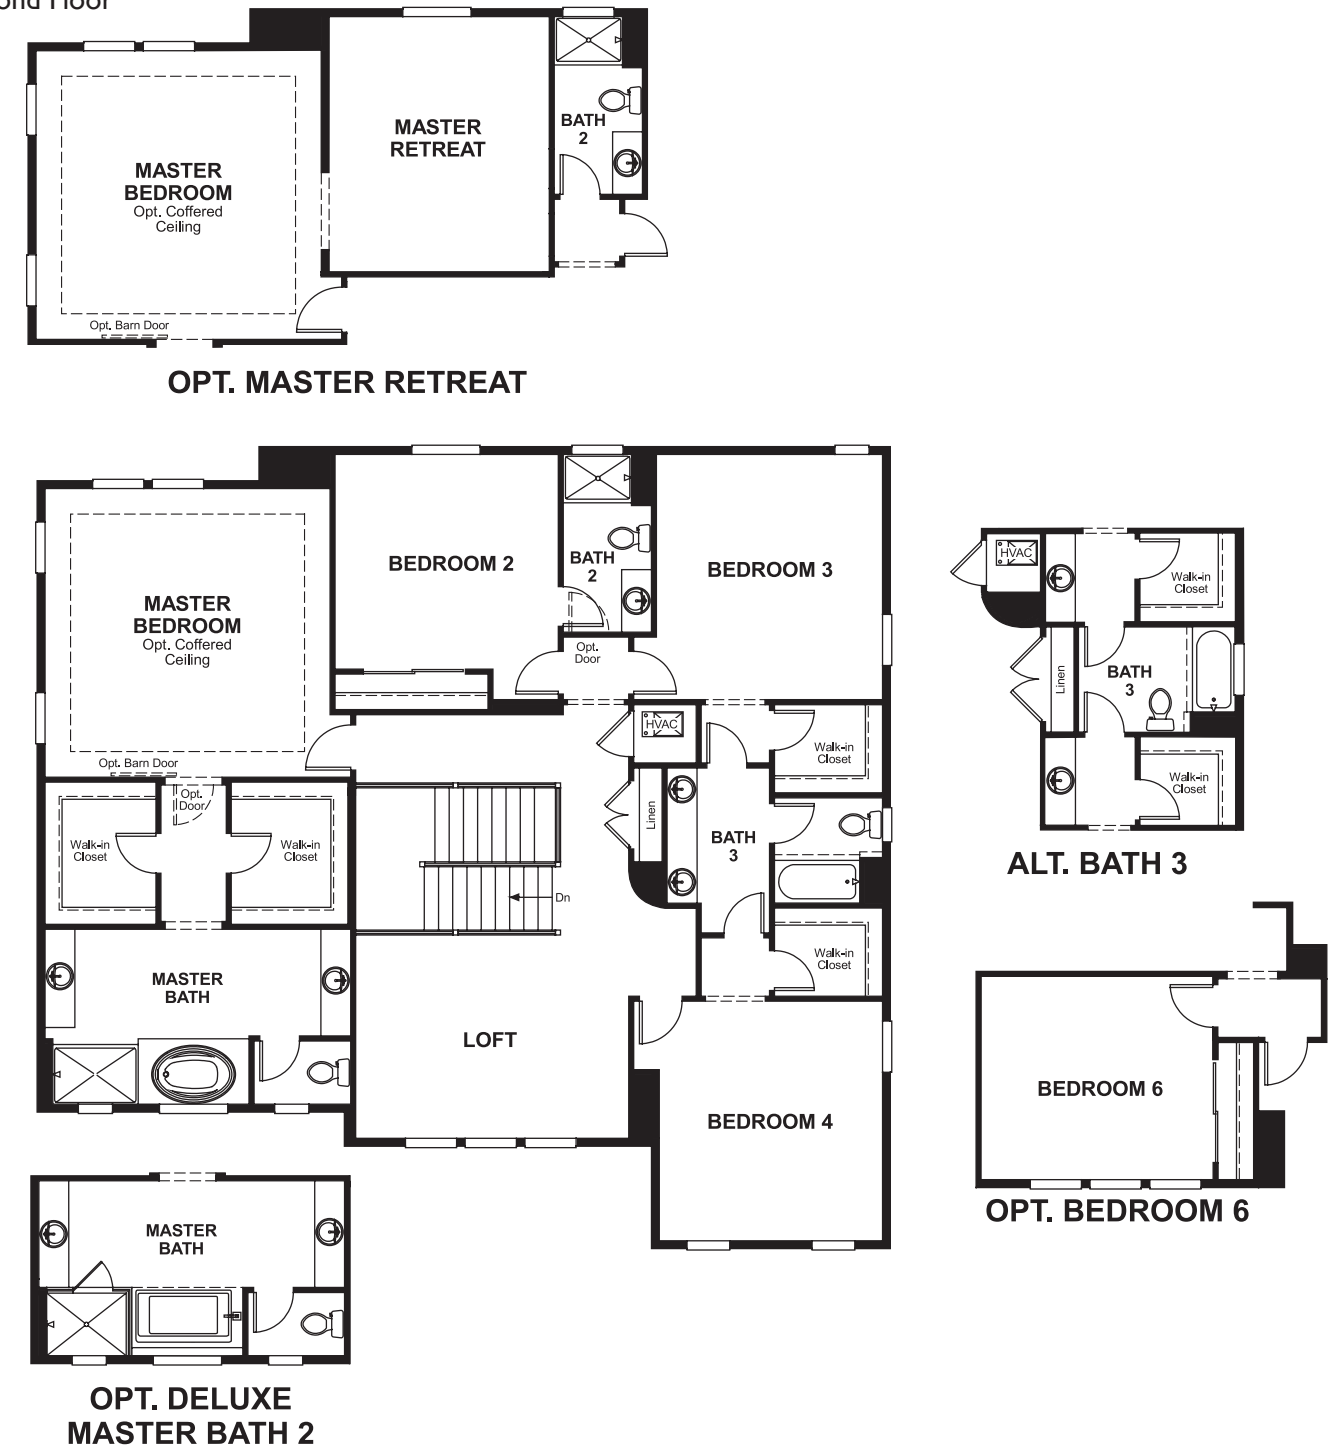 MASTER
BEDROOM
Opt. Coffered
Ceiling
Opt. Barn Door
MASTER
RETREAT
BATH
2
OPT. MASTER RETREAT
MASTER
BEDROOM
Opt. Coffered
Ceiling
Opt. Barn Door
Opt.
Door
Walk-in
Closet
Walk-in
Closet
MASTER
BATH
BEDROOM 2
BATH
2
Opt.
Door
BEDROOM 3
HVAC
Walk-in
Closet
Linen
BATH
3
Dn
Walk-in
Closet
LOFT
BEDROOM 4
HVAC
Walk-in
Closet
Linen
BATH
3
Walk-in
Closet
ALT. BATH 3
BEDROOM 6
OPT. BEDROOM 6
MASTER
BATH
OPT. DELUXE
MASTER BATH 2